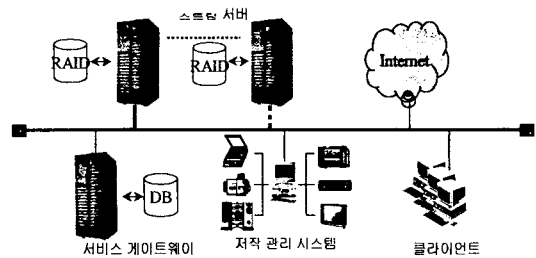 스트림 서버
RAID
RAID
Internet
DB
서비스 게이트웨이
저작 관리 시스템
클라이언트